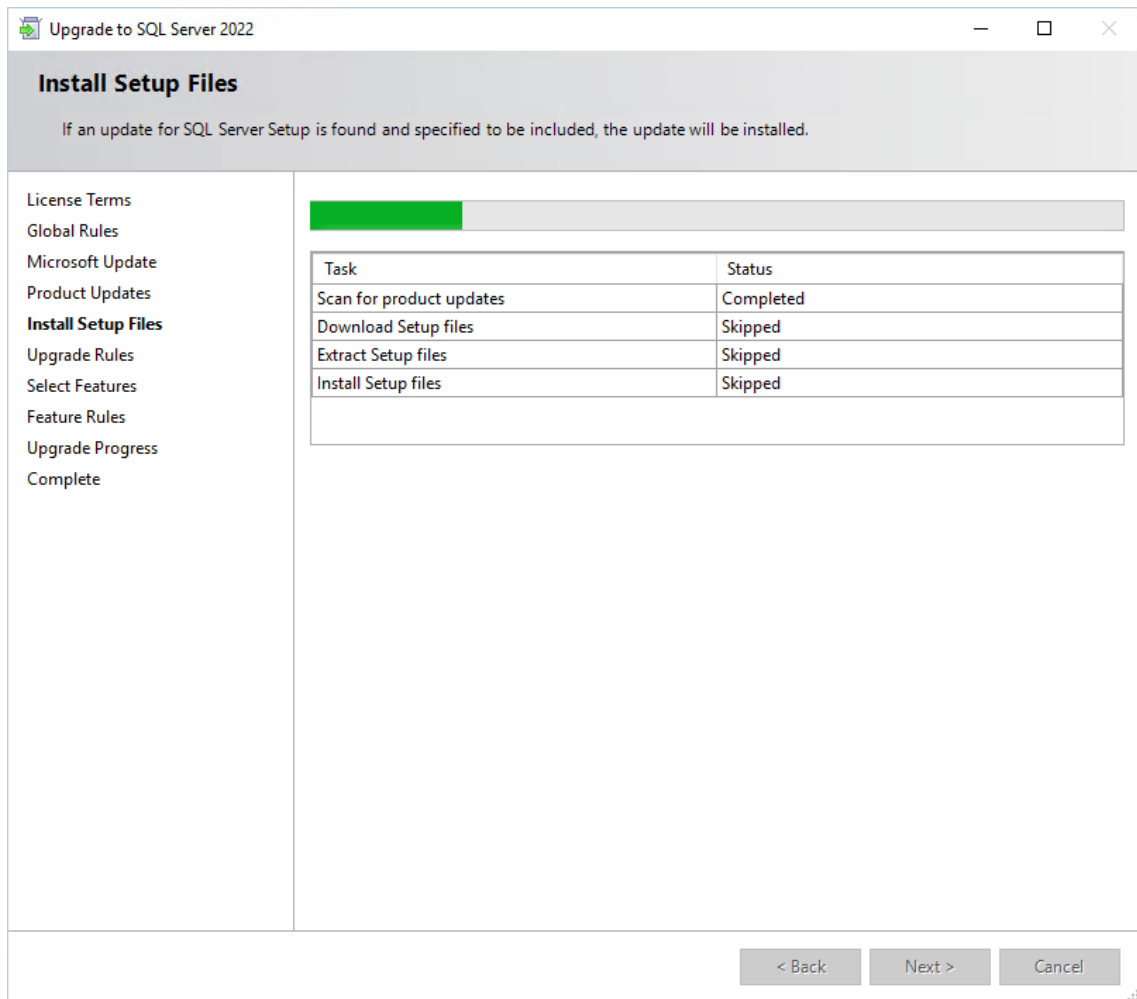 Upgrade to SQL Server 2022
Install Setup Files
If an update for SQL Server Setup is found and specified to be included, the update will be installed.
License Terms
Global Rules
Microsoft Update
Product Updates
Install Setup Files
Upgrade Rules
Select Features
Feature Rules
Upgrade Progress
Complete
Task Status
Scan for product updates Completed
Download Setup files Skipped
Extract Setup files Skipped
Install Setup files Skipped
< Back Next > Cancel